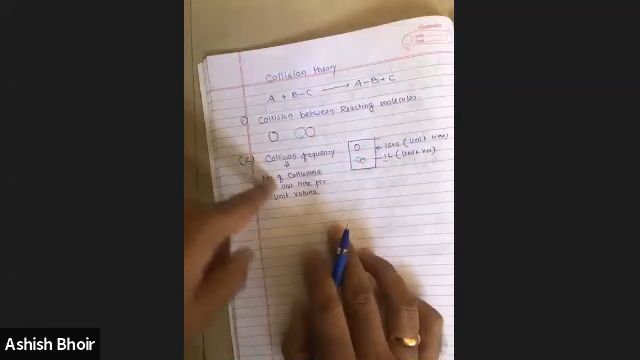 Collision theory
A + B-C → A-B + C
(1) Collision between Reacting molecules.
(2) Collision frequency
1sec (unit time)
1L (unit vol)
No of collisions
unit time per
unit volume
Ashish Bhoir